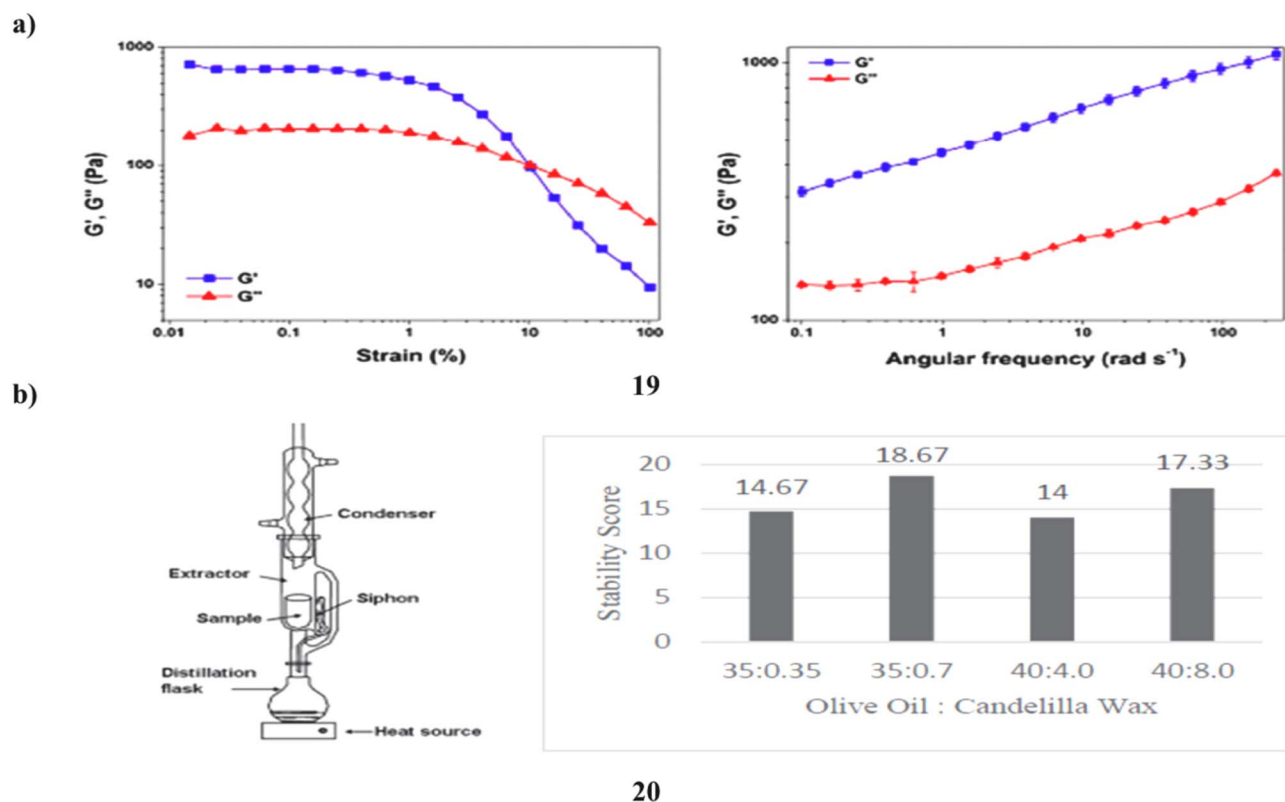 a)
1000
100
10
G', G'' (Pa)
G'
G''
0.01 0.1 1 10 100
Strain (%)
1000
100
G', G'' (Pa)
G'
G''
0.1 1 10 100
Angular frequency (rad s⁻¹)
19
b)
Condenser
Extractor
Siphon
Sample
Distillation
flask
Heat source
20
15
10
5
0
Stability Score
14.67
18.67
14
17.33
35:0.35 35:0.7 40:4.0 40:8.0
Olive Oil : Candelilla Wax
20